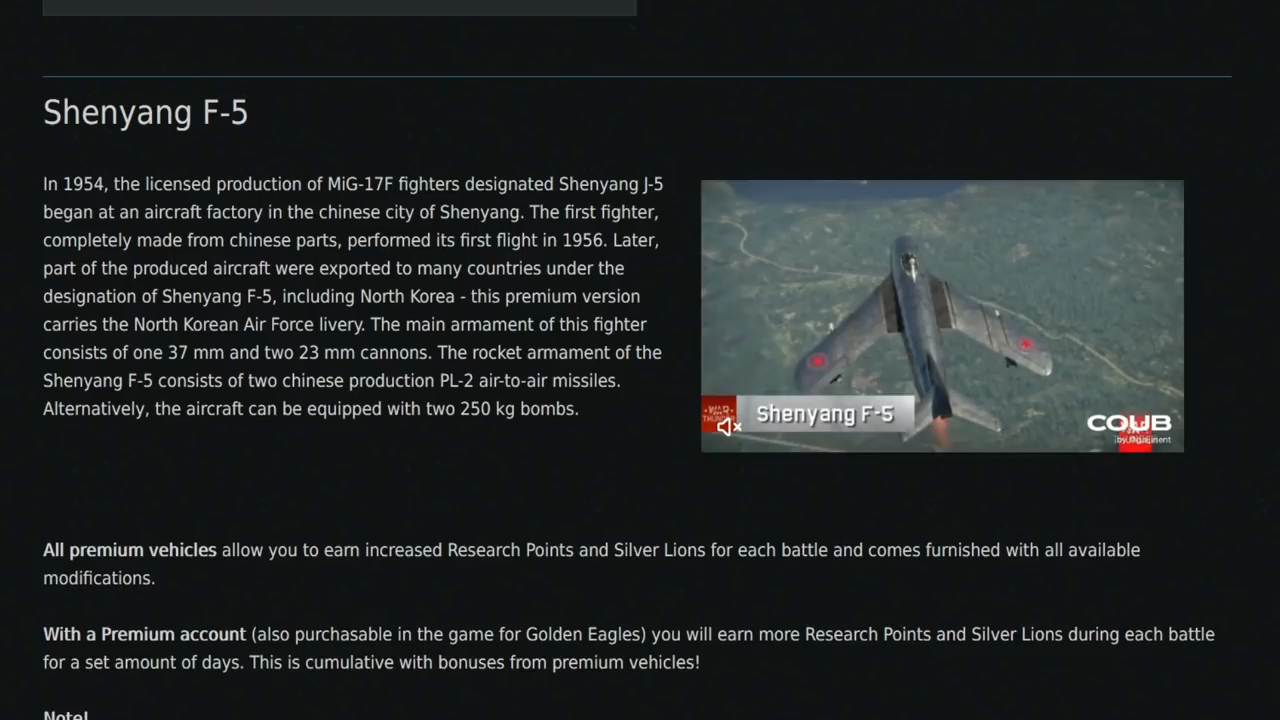 Shenyang F-5
In 1954, the licensed production of MiG-17F fighters designated Shenyang J-5
began at an aircraft factory in the chinese city of Shenyang. The first fighter,
completely made from chinese parts, performed its first flight in 1956. Later,
part of the produced aircraft were exported to many countries under the
designation of Shenyang F-5, including North Korea - this premium version
carries the North Korean Air Force livery. The main armament of this fighter
consists of one 37 mm and two 23 mm cannons. The rocket armament of the
Shenyang F-5 consists of two chinese production PL-2 air-to-air missiles.
Alternatively, the aircraft can be equipped with two 250 kg bombs.
WAR
THUNDER
Shenyang F-5
COUB
All premium vehicles allow you to earn increased Research Points and Silver Lions for each battle and comes furnished with all available
modifications.
With a Premium account (also purchasable in the game for Golden Eagles) you will earn more Research Points and Silver Lions during each battle
for a set amount of days. This is cumulative with bonuses from premium vehicles!
Note!